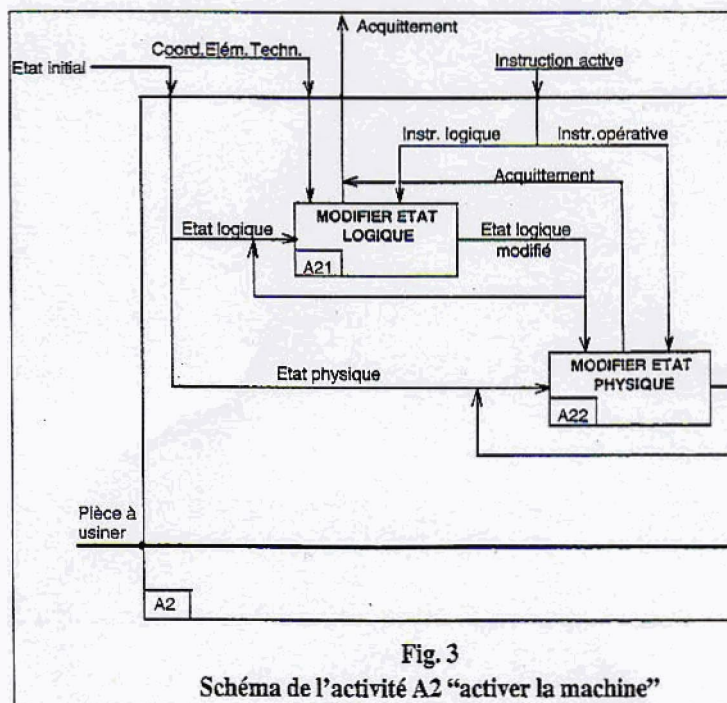 Acquittement
Coord.Elém.Techn.
Instruction active
Etat initial
Instr. logique
Instr.opérative
Acquittement
MODIFIER ETAT
LOGIQUE
Etat logique
Etat logique
modifié
A21
MODIFIER ETAT
PHYSIQUE
Etat physique
A22
Pièce à
usiner
A2
Fig. 3
Schéma de l'activité A2 "activer la machine"